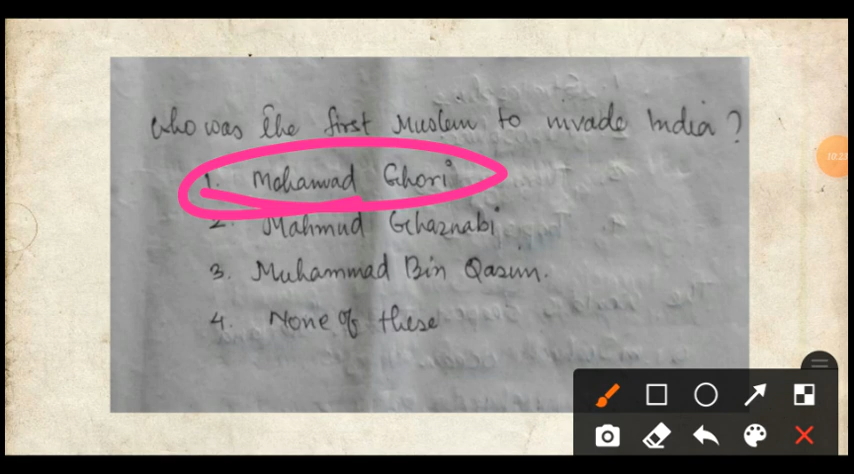 who was the first Muslem to invade India?
1. Mohamad Ghori
2. Mahmud Ghaznabi
3. Muhammad Bin Qasim.
4. None of these